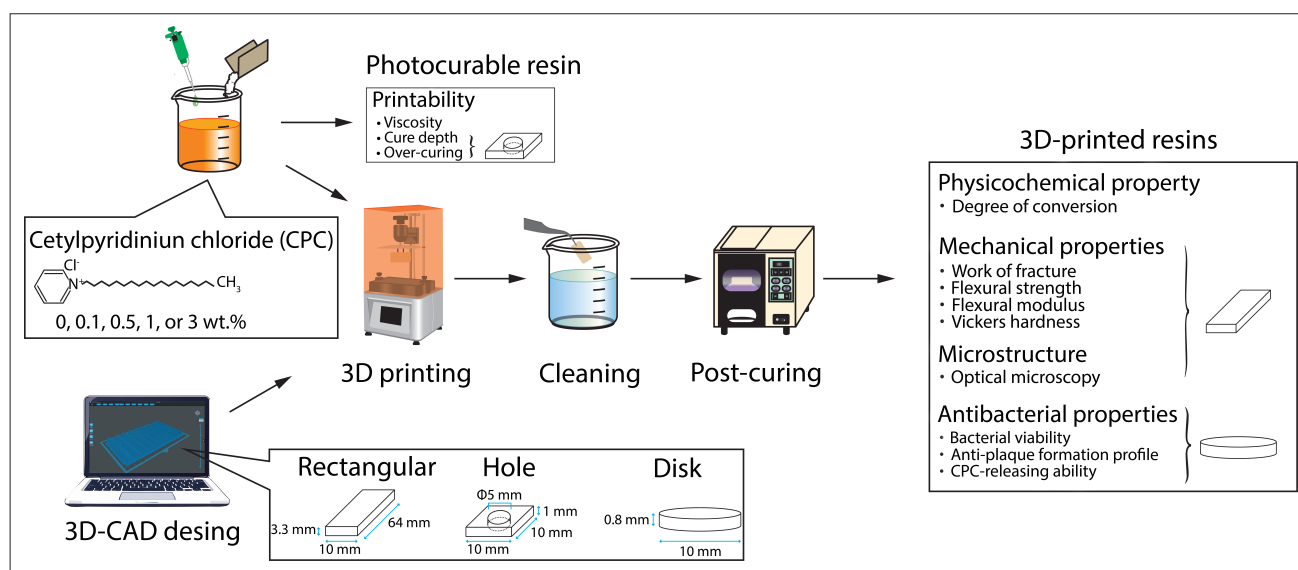 Photocurable resin
Printability
• Viscosity
• Cure depth
• Over-curing
Cetylpyridiniun chloride (CPC)
Cl-
N+
CH3
0, 0.1, 0.5, 1, or 3 wt.%
3D printing
Cleaning
Post-curing
3D-CAD desing
Rectangular
3.3 mm
10 mm
64 mm
Hole
Φ5 mm
1 mm
10 mm
10 mm
Disk
0.8 mm
10 mm
3D-printed resins
Physicochemical property
• Degree of conversion
Mechanical properties
• Work of fracture
• Flexural strength
• Flexural modulus
• Vickers hardness
Microstructure
• Optical microscopy
Antibacterial properties
• Bacterial viability
• Anti-plaque formation profile
• CPC-releasing ability